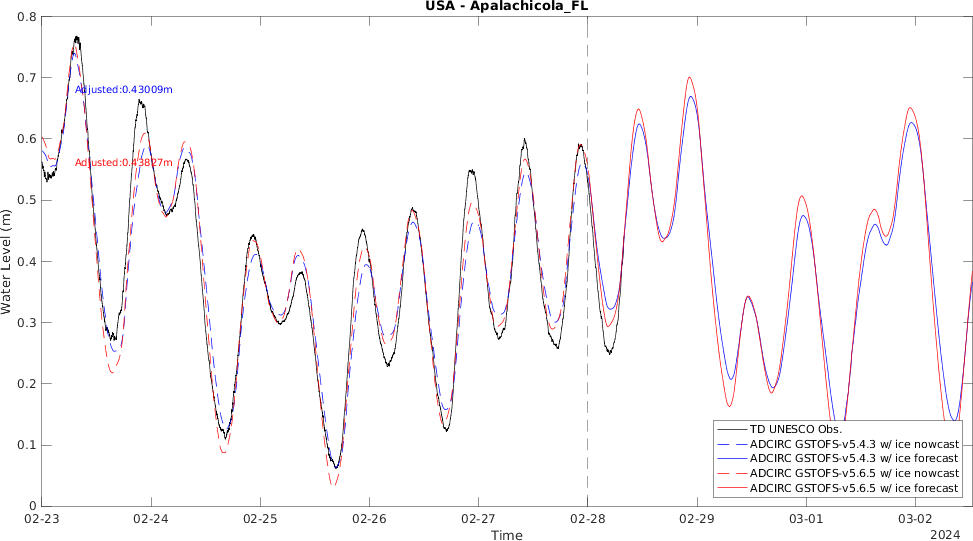 USA - Apalachicola_FL
0.8
0.7
0.6
0.5
0.4
0.3
0.2
0.1
0
Water Level (m)
Adjusted:0.43009m
Adjusted:0.43827m
TD UNESCO Obs.
ADCIRC GSTOFS-v5.4.3 w/ ice nowcast
ADCIRC GSTOFS-v5.4.3 w/ ice forecast
ADCIRC GSTOFS-v5.6.5 w/ ice nowcast
ADCIRC GSTOFS-v5.6.5 w/ ice forecast
02-23 02-24 02-25 02-26 02-27 02-28 02-29 03-01 03-02
Time
2024